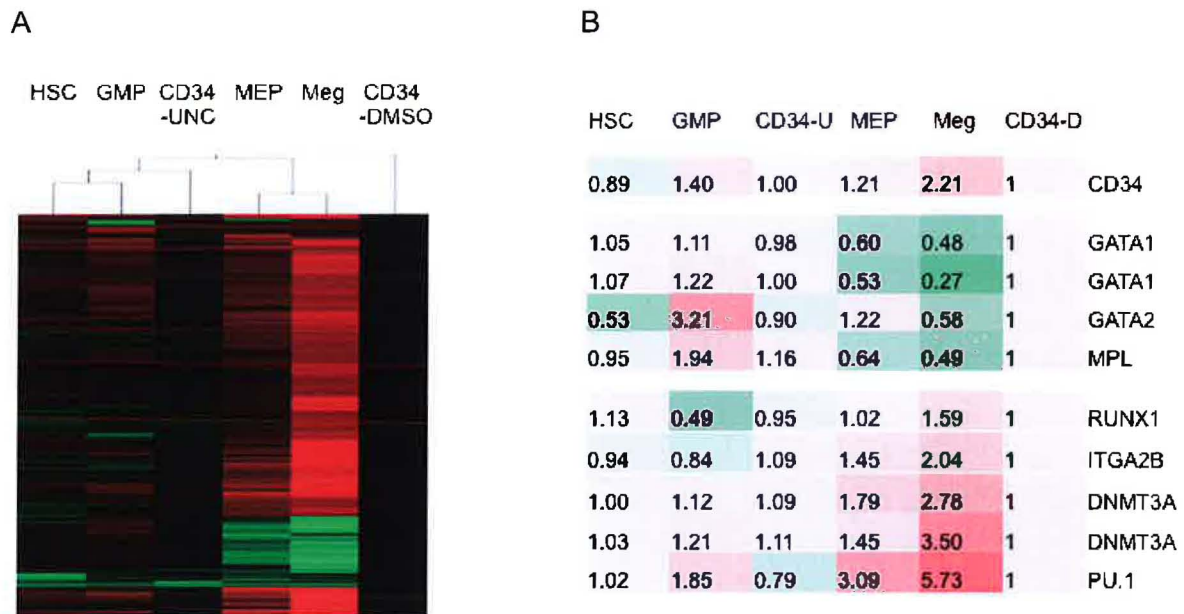 A
HSC GMP CD34 -UNC MEP Meg CD34 -DMSO
B
HSC GMP CD34-U MEP Meg CD34-D
0.89 1.40 1.00 1.21 2.21 1 CD34
1.05 1.11 0.98 0.60 0.48 1 GATA1
1.07 1.22 1.00 0.53 0.27 1 GATA1
0.53 3.21 0.90 1.22 0.58 1 GATA2
0.95 1.94 1.16 0.64 0.49 1 MPL
1.13 0.49 0.95 1.02 1.59 1 RUNX1
0.94 0.84 1.09 1.45 2.04 1 ITGA2B
1.00 1.12 1.09 1.79 2.78 1 DNMT3A
1.03 1.21 1.11 1.45 3.50 1 DNMT3A
1.02 1.85 0.79 3.09 5.73 1 PU.1